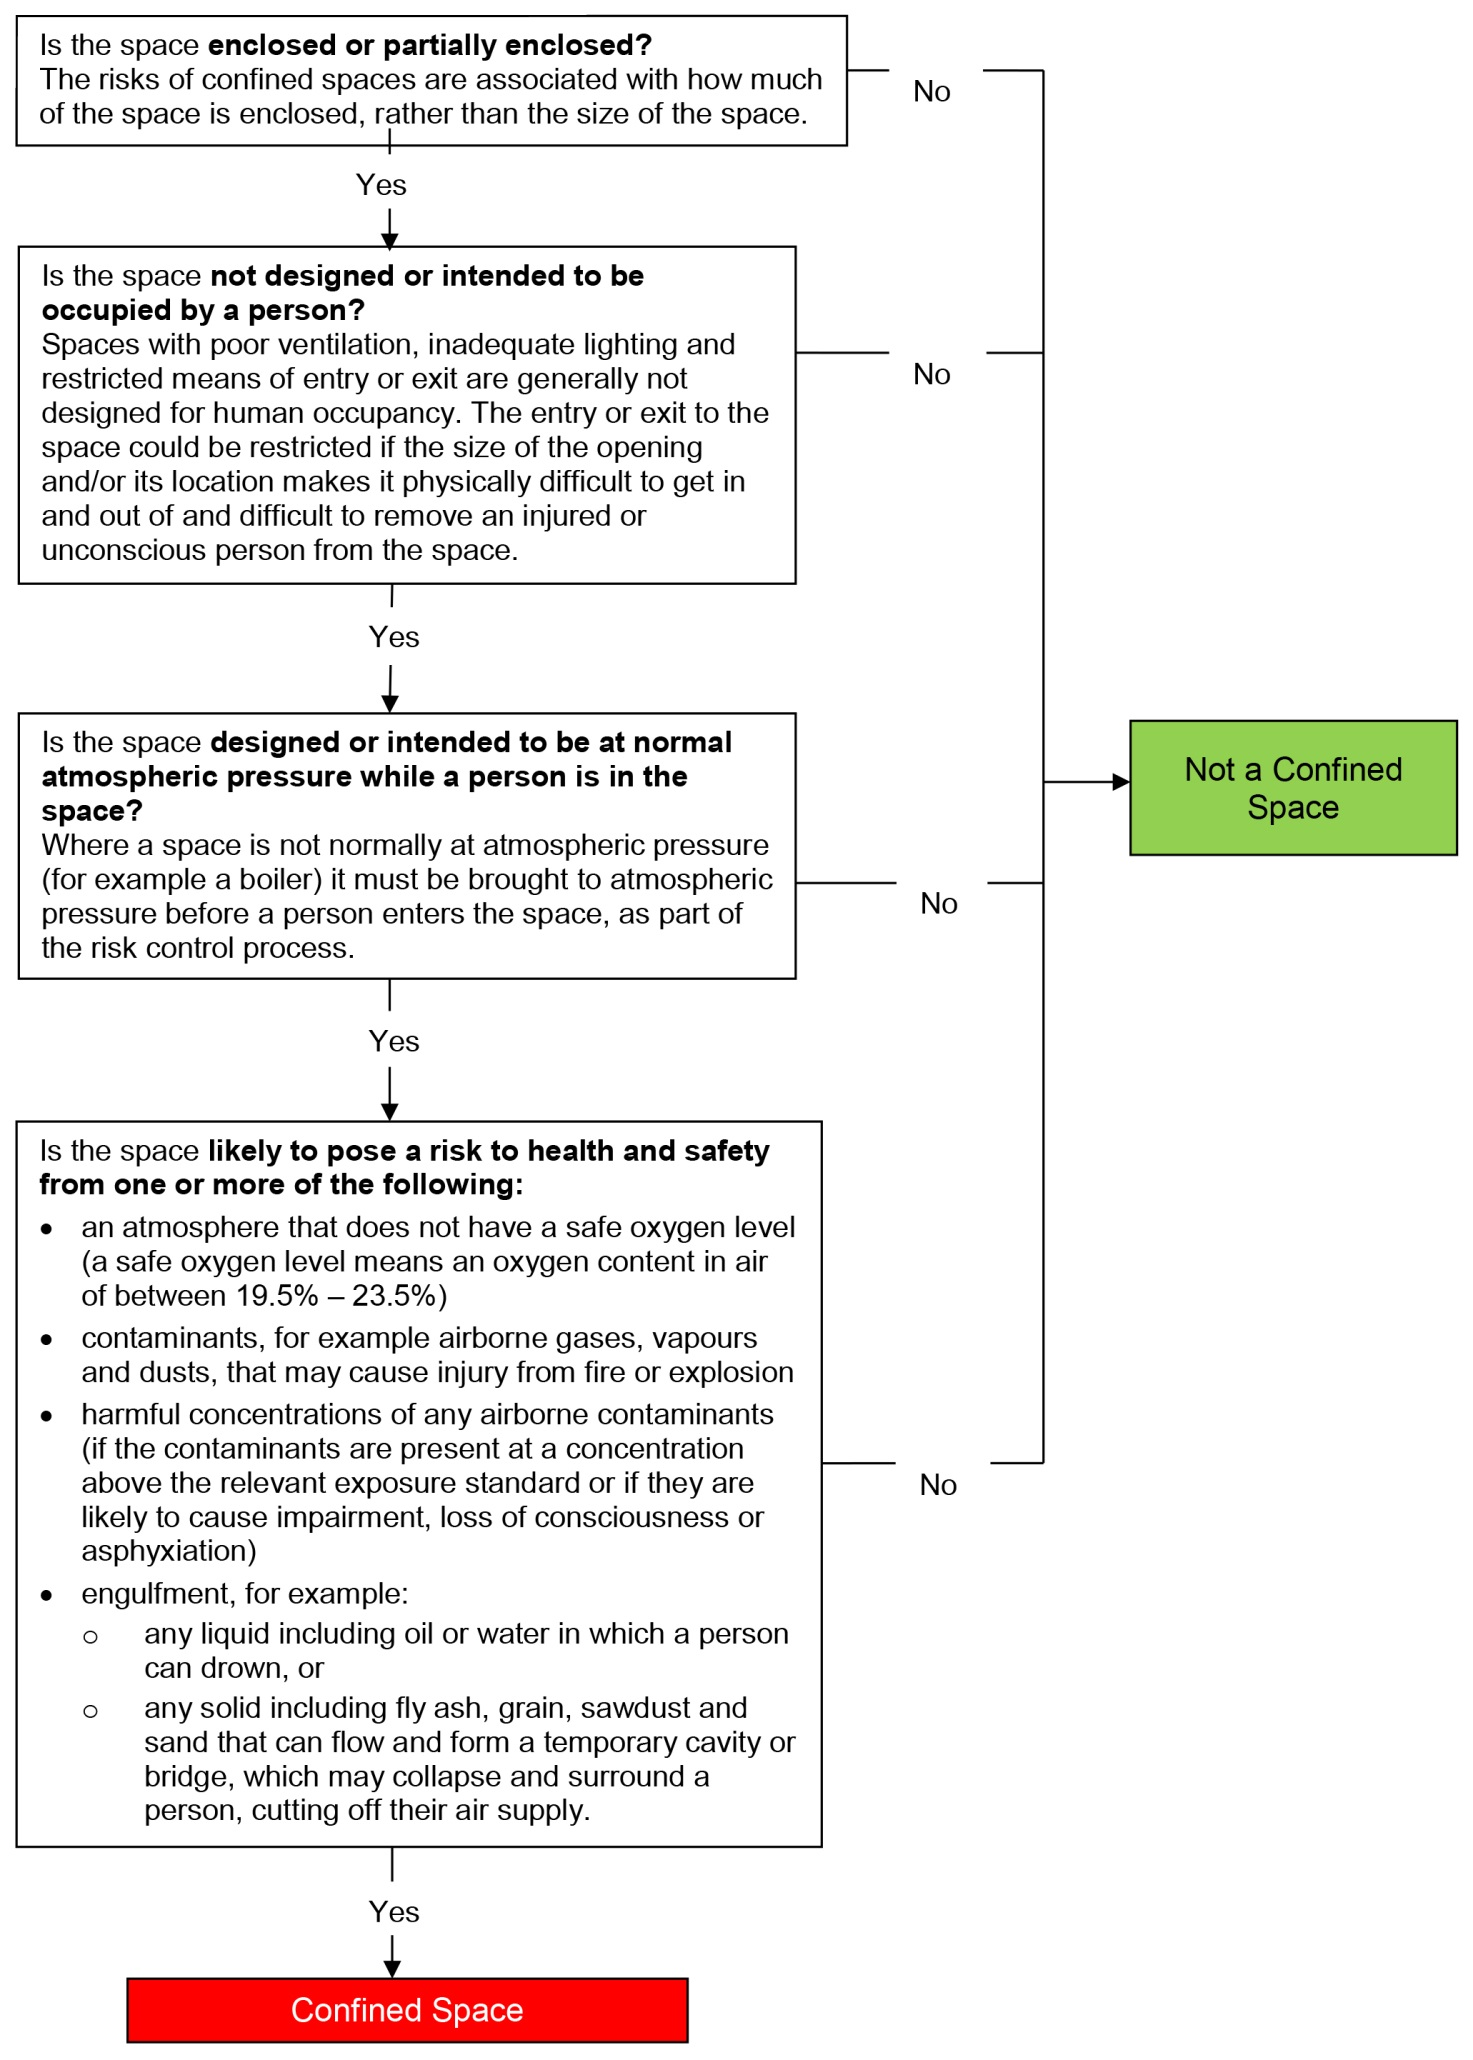 Is the space enclosed or partially enclosed?
The risks of confined spaces are associated with how much
of the space is enclosed, rather than the size of the space.
No
Yes
Is the space not designed or intended to be
occupied by a person?
Spaces with poor ventilation, inadequate lighting and
restricted means of entry or exit are generally not
designed for human occupancy. The entry or exit to the
space could be restricted if the size of the opening
and/or its location makes it physically difficult to get in
and out of and difficult to remove an injured or
unconscious person from the space.
No
Yes
Is the space designed or intended to be at normal
atmospheric pressure while a person is in the
space?
Where a space is not normally at atmospheric pressure
(for example a boiler) it must be brought to atmospheric
pressure before a person enters the space, as part of
the risk control process.
No
Not a Confined
Space
Yes
Is the space likely to pose a risk to health and safety
from one or more of the following:
• an atmosphere that does not have a safe oxygen level
(a safe oxygen level means an oxygen content in air
of between 19.5% – 23.5%)
• contaminants, for example airborne gases, vapours
and dusts, that may cause injury from fire or explosion
• harmful concentrations of any airborne contaminants
(if the contaminants are present at a concentration
above the relevant exposure standard or if they are
likely to cause impairment, loss of consciousness or
asphyxiation)
• engulfment, for example:
o any liquid including oil or water in which a person
can drown, or
o any solid including fly ash, grain, sawdust and
sand that can flow and form a temporary cavity or
bridge, which may collapse and surround a
person, cutting off their air supply.
No
Yes
Confined Space